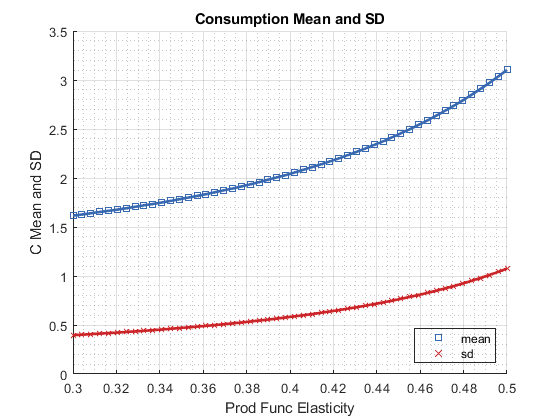 Consumption Mean and SD
3.5
3
2.5
2
1.5
1
0.5
0
C Mean and SD
mean
sd
0.3 0.32 0.34 0.36 0.38 0.4 0.42 0.44 0.46 0.48 0.5
Prod Func Elasticity